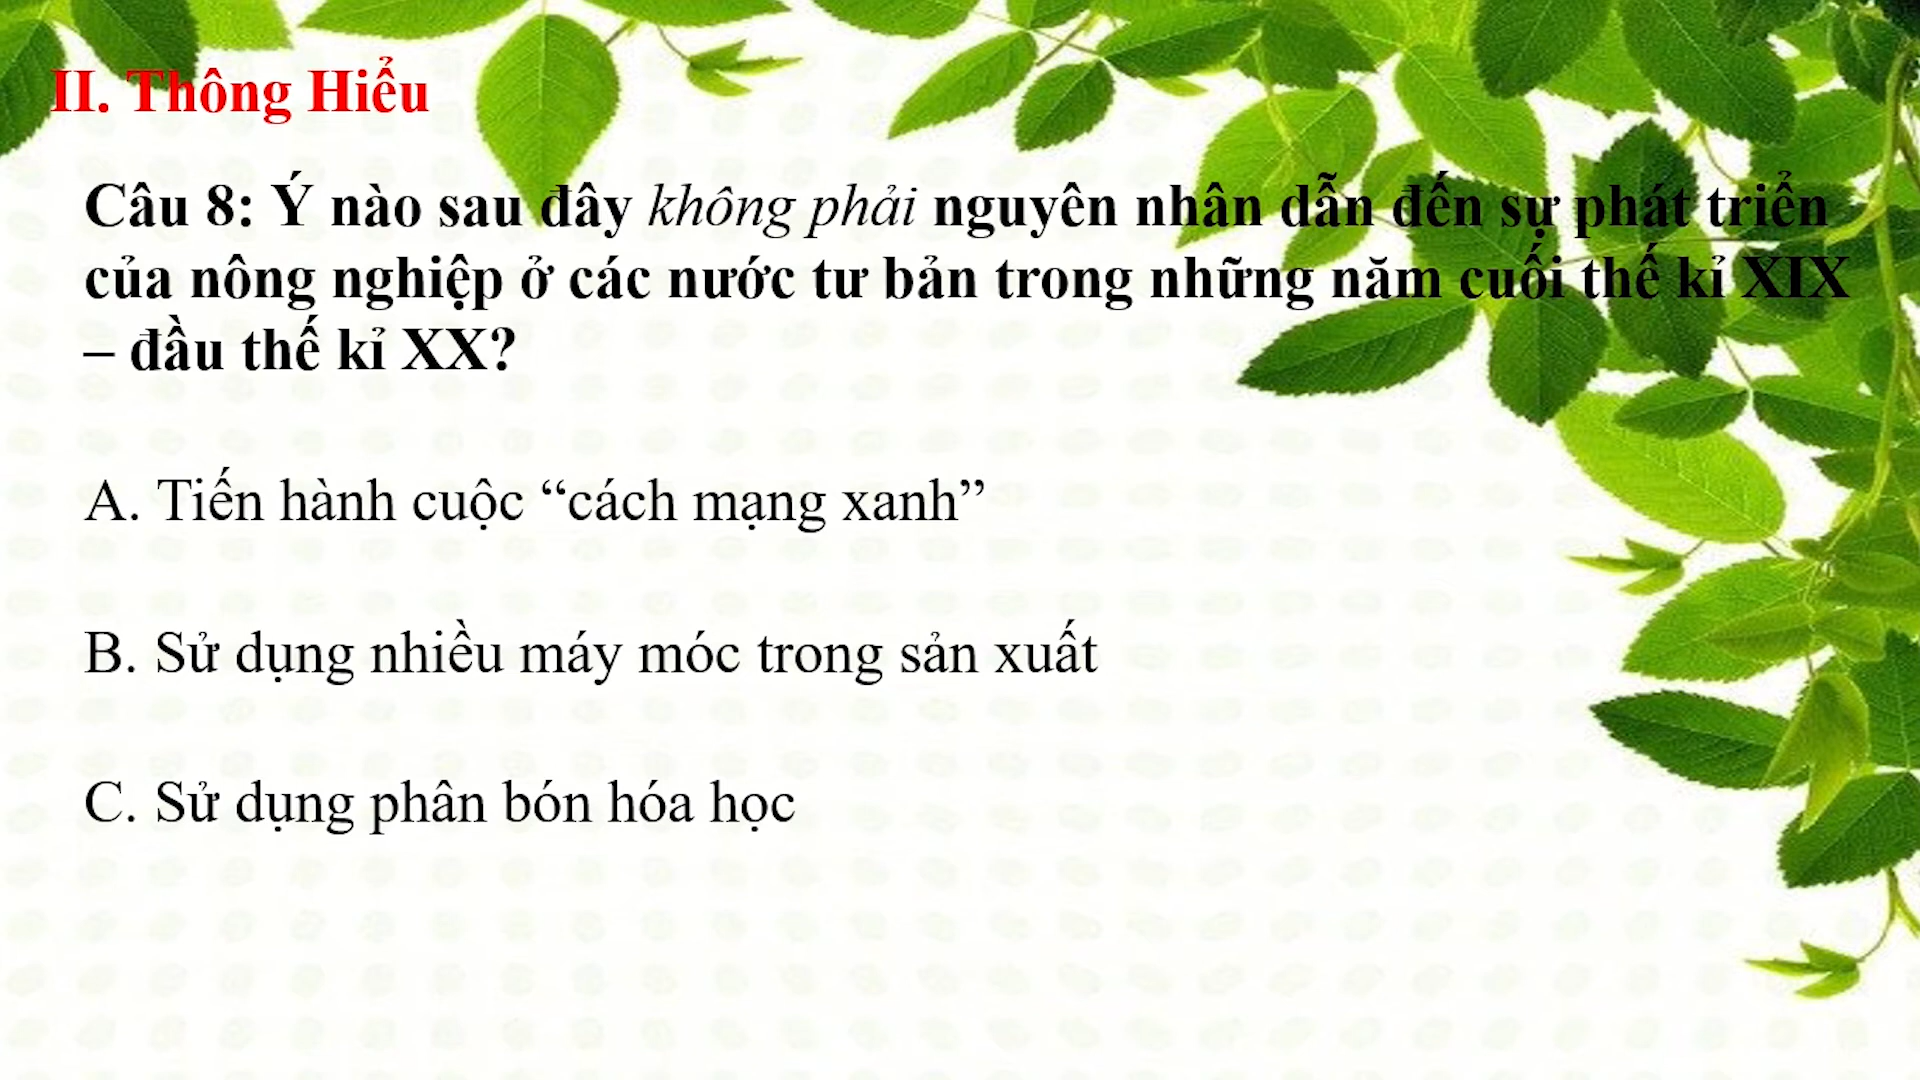 II. Thông Hiểu
Câu 8: Ý nào sau đây không phải nguyên nhân dẫn đến sự phát triển
của nông nghiệp ở các nước tư bản trong những năm cuối thế kỉ XIX
– đầu thế kỉ XX?
A. Tiến hành cuộc “cách mạng xanh”
B. Sử dụng nhiều máy móc trong sản xuất
C. Sử dụng phân bón hóa học